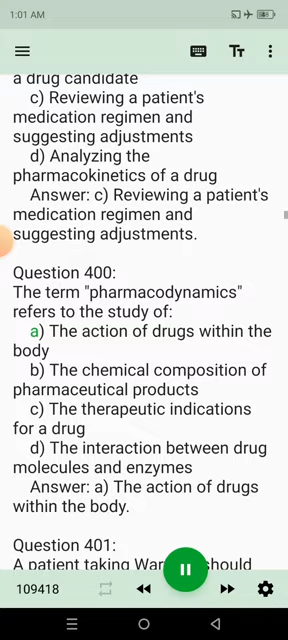 1:01 AM
a drug candidate
c) Reviewing a patient's
medication regimen and
suggesting adjustments
d) Analyzing the
pharmacokinetics of a drug
Answer: c) Reviewing a patient's
medication regimen and
suggesting adjustments.
Question 400:
The term "pharmacodynamics"
refers to the study of:
a) The action of drugs within the
body
b) The chemical composition of
pharmaceutical products
c) The therapeutic indications
for a drug
d) The interaction between drug
molecules and enzymes
Answer: a) The action of drugs
within the body.
Question 401:
A patient taking should
109418